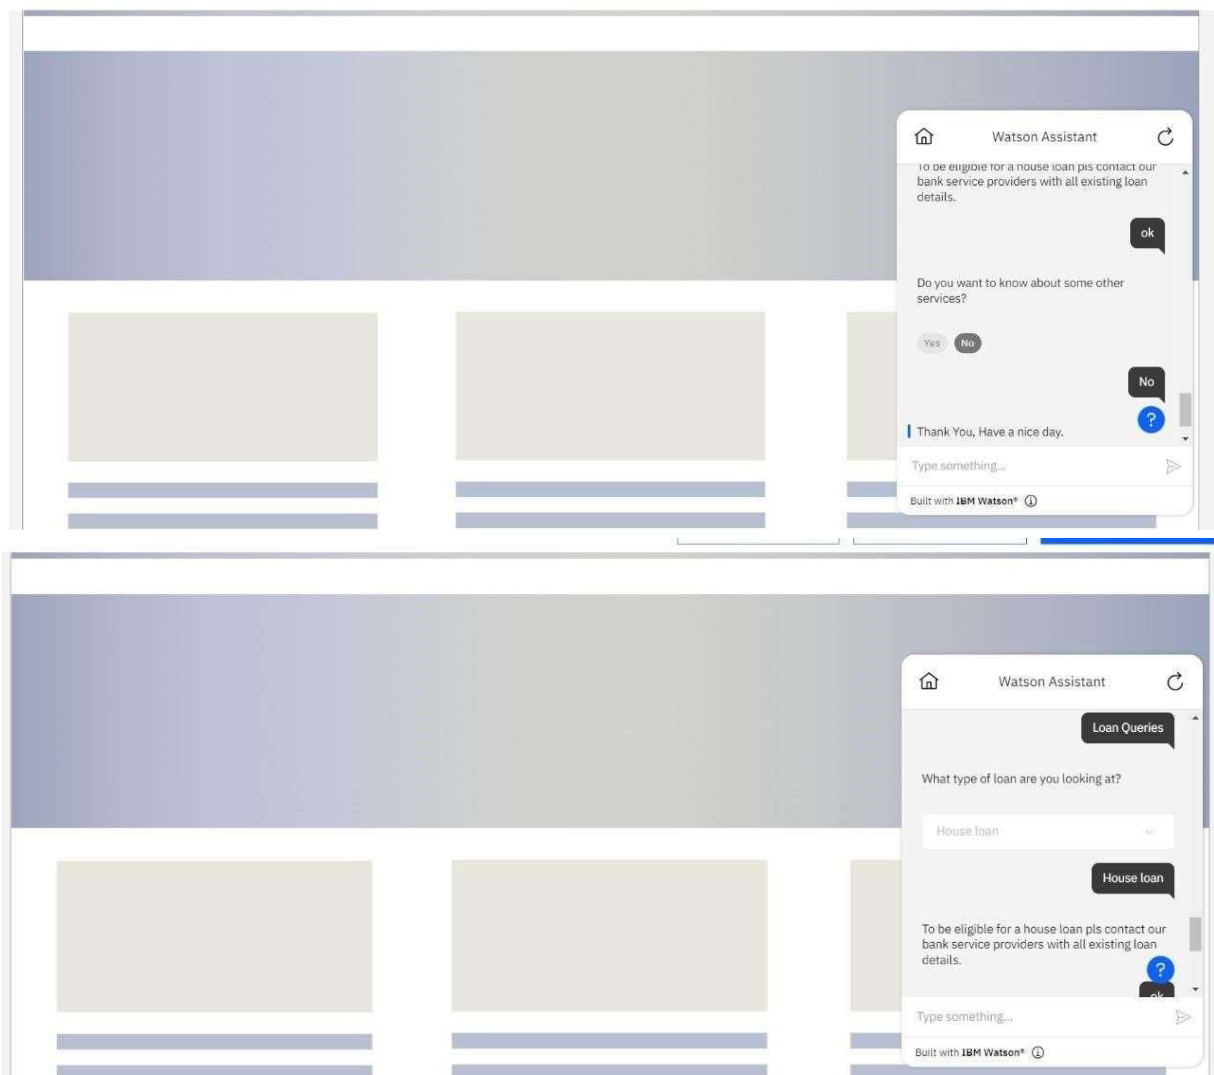 Watson Assistant
To be eligible for a house loan pls contact our
bank service providers with all existing loan
details.
ok
Do you want to know about some other
services?
Yes No
No
?
Thank You, Have a nice day.
Type something...
Built with IBM Watson®
Watson Assistant
Loan Queries
What type of loan are you looking at?
House loan
House loan
To be eligible for a house loan pls contact our
bank service providers with all existing loan
details.
?
ok
Type something...
Built with IBM Watson®